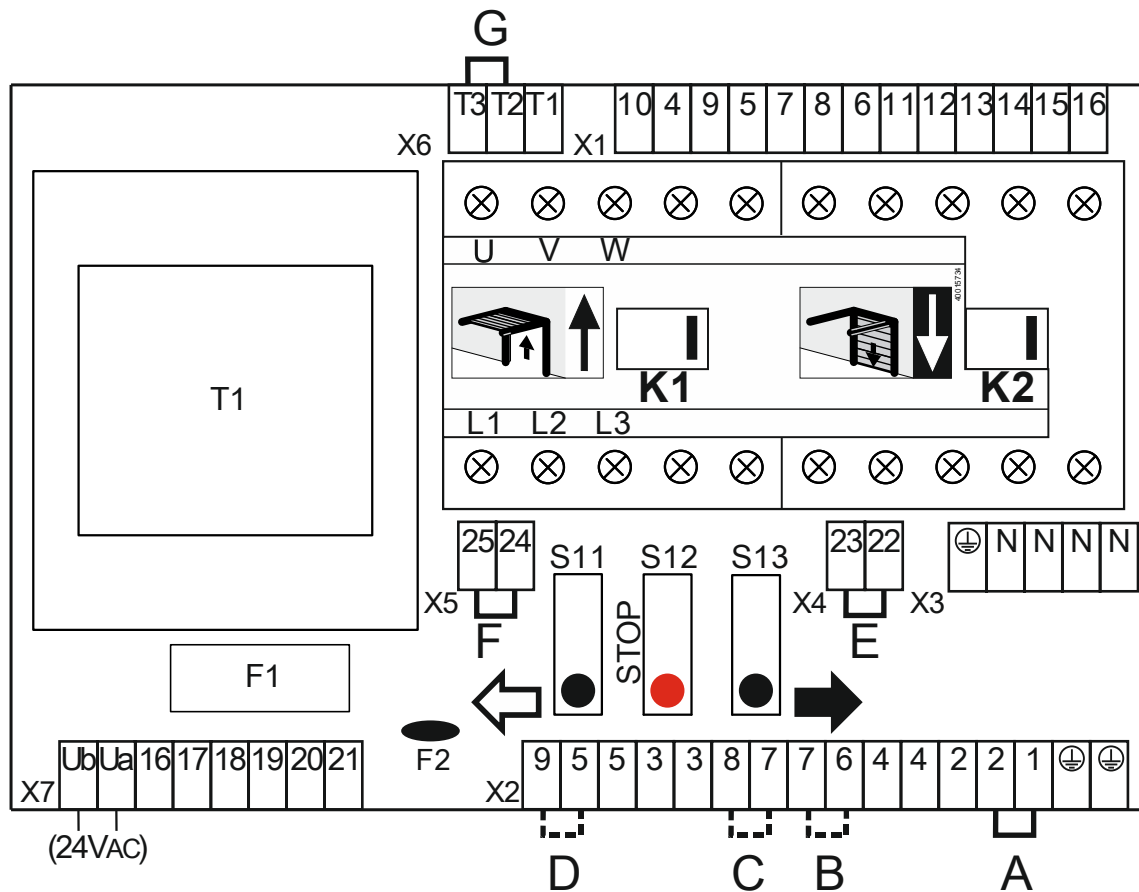 G
T3 T2 T1
10 4 9 5 7 8 6 11 12 13 14 15 16
X6
X1
U V W
40015734
T1
K1
K2
L1 L2 L3
25 24
S11
S12
S13
23 22
N N N N
X5
X4
X3
F
STOP
E
F1
F2
X7
Ub Ua 16 17 18 19 20 21
X2
9 5 5 3 3 8 7 7 6 4 4 2 2 1
(24VAC)
D
C
B
A